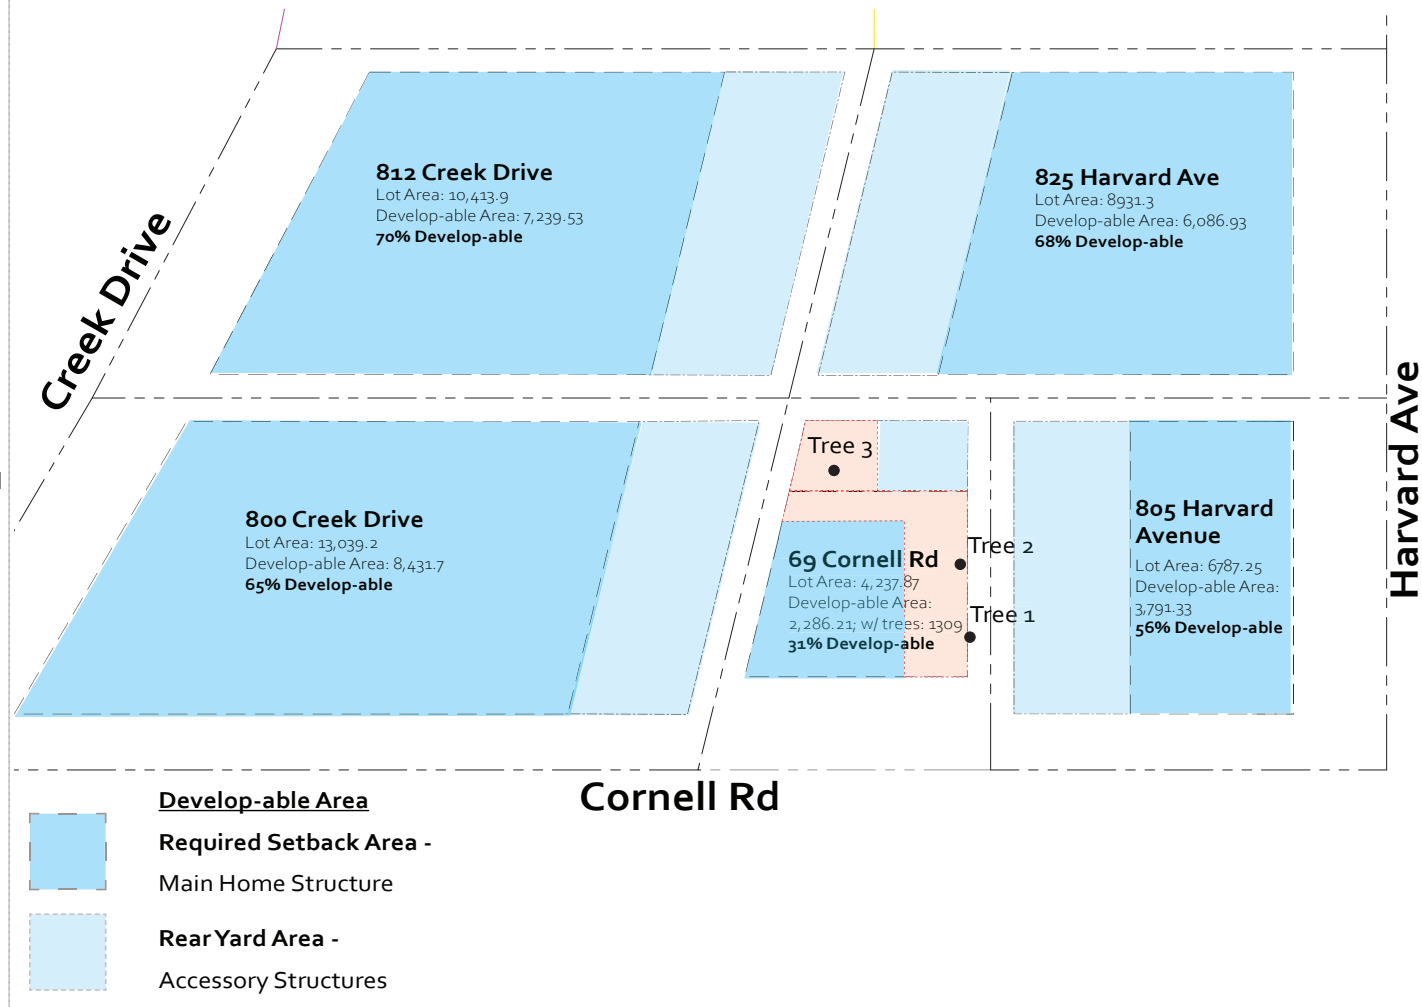 812 Creek Drive
Lot Area: 10,413.9
Develop-able Area: 7,239.53
70% Develop-able
825 Harvard Ave
Lot Area: 8931.3
Develop-able Area: 6,086.93
68% Develop-able
Creek Drive
Harvard Ave
800 Creek Drive
Lot Area: 13,039.2
Develop-able Area: 8,431.7
65% Develop-able
Tree 3
69 Cornell Rd
Lot Area: 4,237.87
Develop-able Area:
2,286.21; w/ trees: 1309
31% Develop-able
Tree 2
Tree 1
805 Harvard
Avenue
Lot Area: 6787.25
Develop-able Area:
3,791.33
56% Develop-able
Cornell Rd
Develop-able Area
Required Setback Area -
Main Home Structure
Rear Yard Area -
Accessory Structures